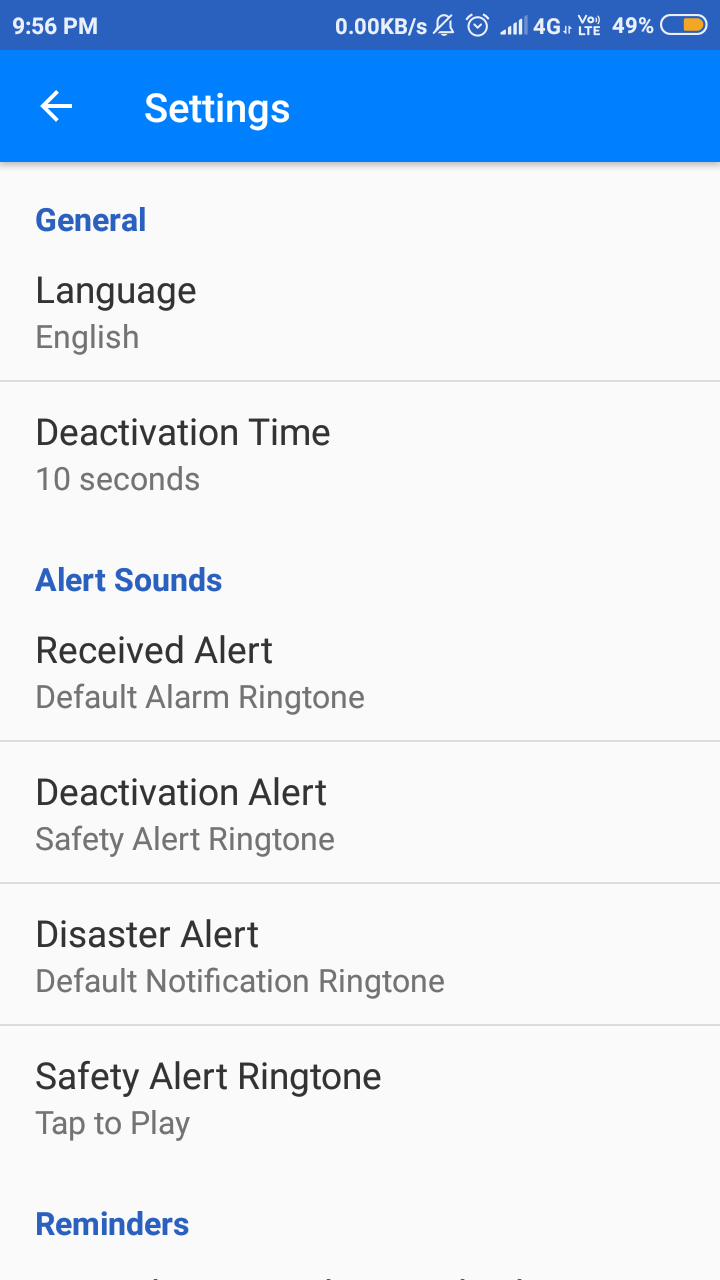 9:56 PM 0.00KB/s 4G VoLTE 49%
Settings
General
Language
English
Deactivation Time
10 seconds
Alert Sounds
Received Alert
Default Alarm Ringtone
Deactivation Alert
Safety Alert Ringtone
Disaster Alert
Default Notification Ringtone
Safety Alert Ringtone
Tap to Play
Reminders